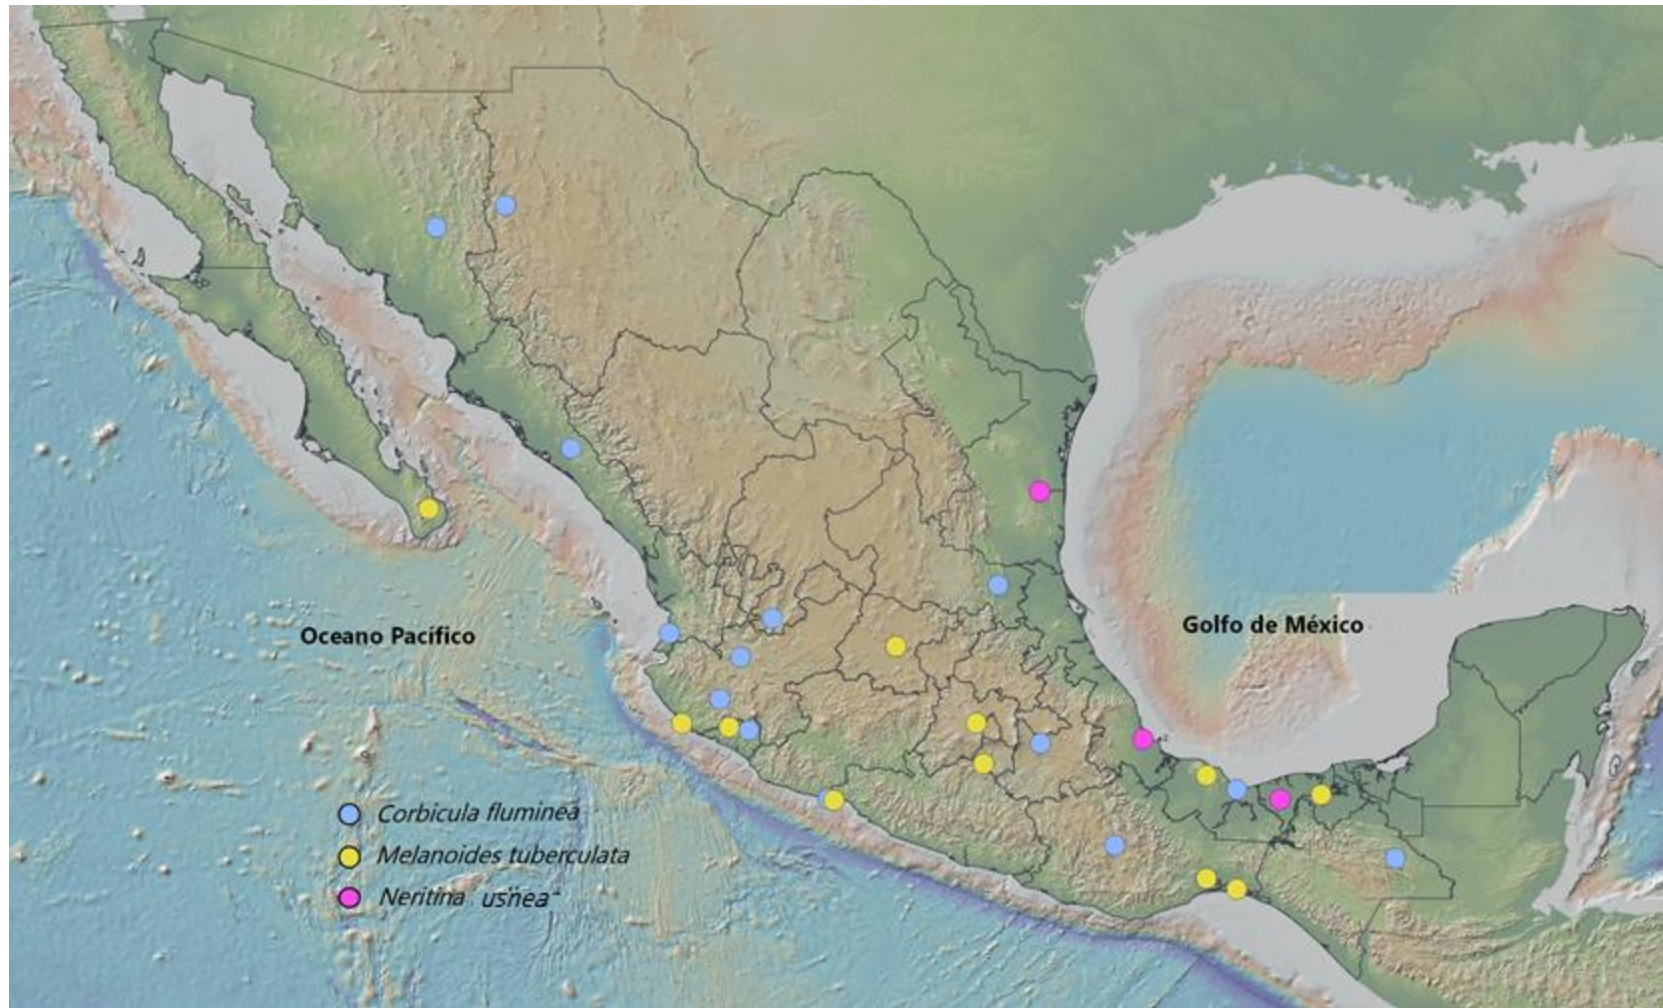 Oceano Pacífico
Golfo de México
Corbicula fluminea
Melanoides tuberculata
Neritina usnea